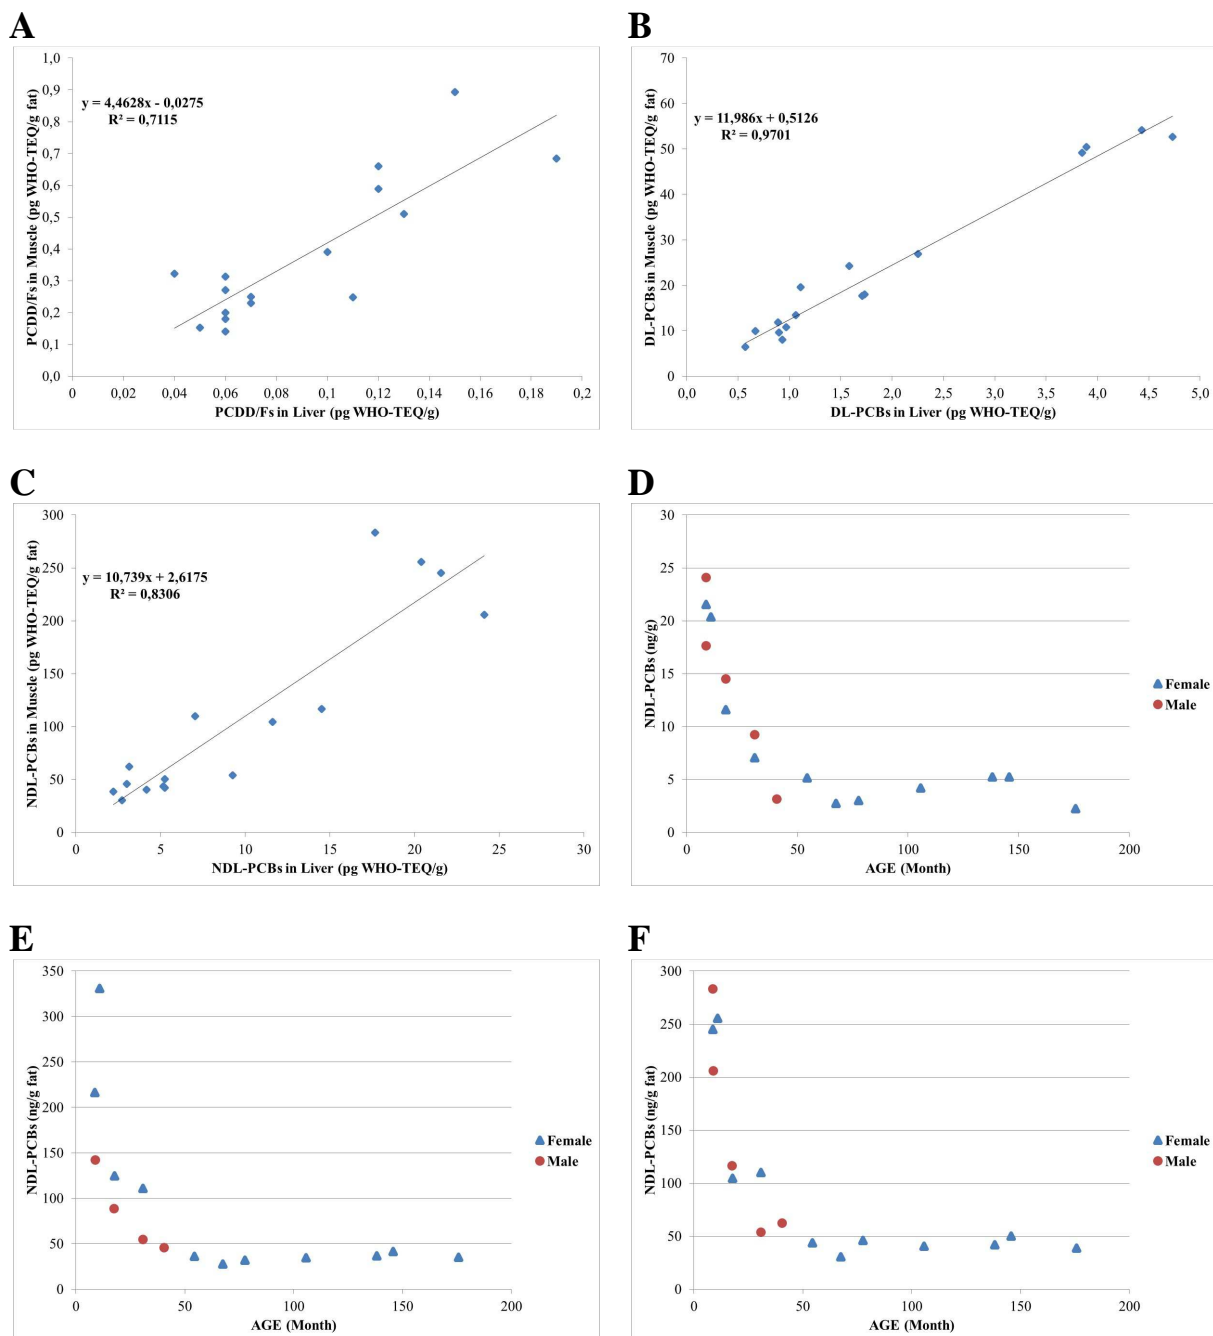 A
1,0
0,9
0,8
0,7
0,6
0,5
0,4
0,3
0,2
0,1
0,0
PCDD/Fs in Muscle (pg WHO-TEQ/g fat)
y = 4,4628x - 0,0275
R² = 0,7115
0 0,02 0,04 0,06 0,08 0,1 0,12 0,14 0,16 0,18 0,2
PCDD/Fs in Liver (pg WHO-TEQ/g)
B
70
60
50
40
30
20
10
0
DL-PCBs in Muscle (pg WHO-TEQ/g fat)
y = 11,986x + 0,5126
R² = 0,9701
0,0 0,5 1,0 1,5 2,0 2,5 3,0 3,5 4,0 4,5 5,0
DL-PCBs in Liver (pg WHO-TEQ/g)
C
300
250
200
150
100
50
0
NDL-PCBs in Muscle (pg WHO-TEQ/g fat)
y = 10,739x + 2,6175
R² = 0,8306
0 5 10 15 20 25 30
NDL-PCBs in Liver (pg WHO-TEQ/g)
D
30
25
20
15
10
5
0
NDL-PCBs (ng/g)
0 50 100 150 200
AGE (Month)
Female
Male
E
350
300
250
200
150
100
50
0
NDL-PCBs (ng/g fat)
0 50 100 150 200
AGE (Month)
Female
Male
F
300
250
200
150
100
50
0
NDL-PCBs (ng/g fat)
0 50 100 150 200
AGE (Month)
Female
Male